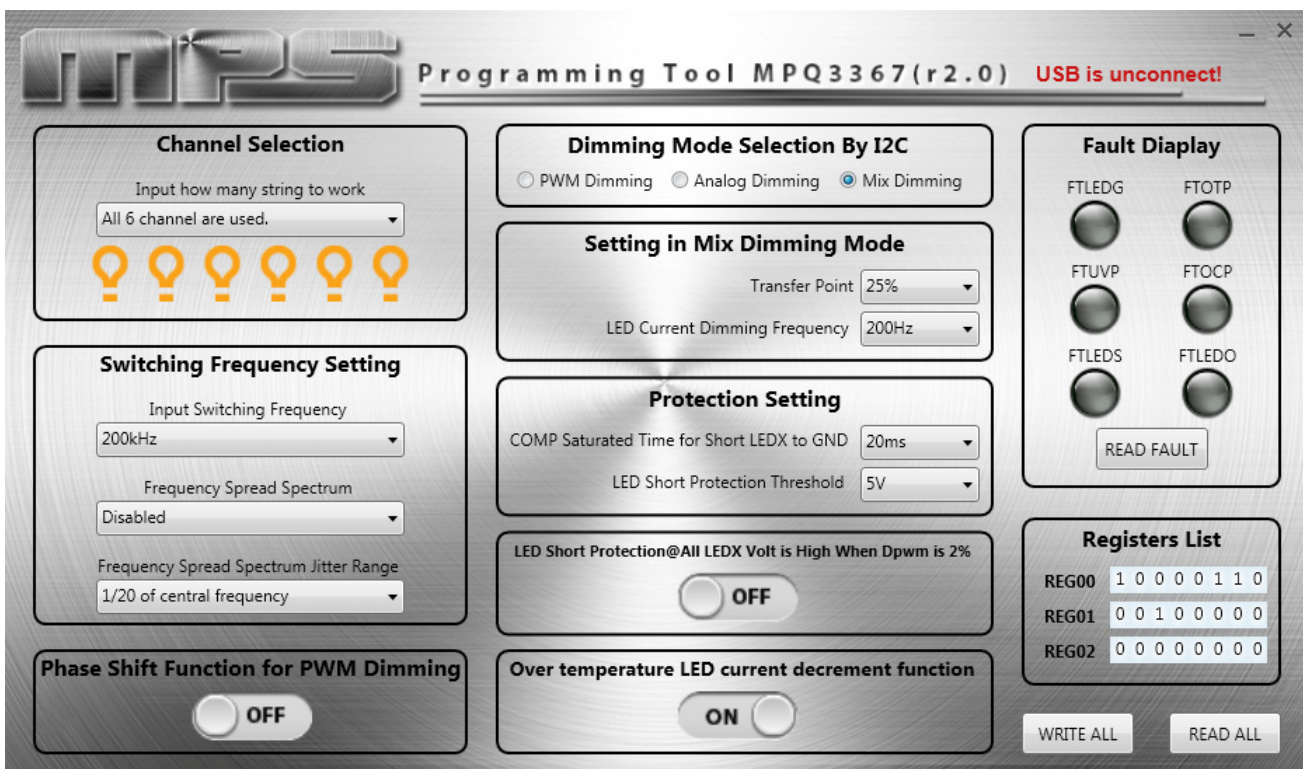 MPS
Programming Tool MPQ3367(r2.0) USB is unconnect!
Channel Selection
Input how many string to work
All 6 channel are used.
Switching Frequency Setting
Input Switching Frequency
200kHz
Frequency Spread Spectrum
Disabled
Frequency Spread Spectrum Jitter Range
1/20 of central frequency
Phase Shift Function for PWM Dimming
OFF
Dimming Mode Selection By I2C
PWM Dimming Analog Dimming Mix Dimming
Setting in Mix Dimming Mode
Transfer Point 25%
LED Current Dimming Frequency 200Hz
Protection Setting
COMP Saturated Time for Short LEDX to GND 20ms
LED Short Protection Threshold 5V
LED Short Protection@All LEDX Volt is High When Dpwm is 2%
OFF
Over temperature LED current decrement function
ON
Fault Diaplay
FTLEDG FTOTP
FTUVP FTOCP
FTLEDS FTLEDO
READ FAULT
Registers List
REG00 1 0 0 0 0 1 1 0
REG01 0 0 1 0 0 0 0 0
REG02 0 0 0 0 0 0 0 0
WRITE ALL READ ALL